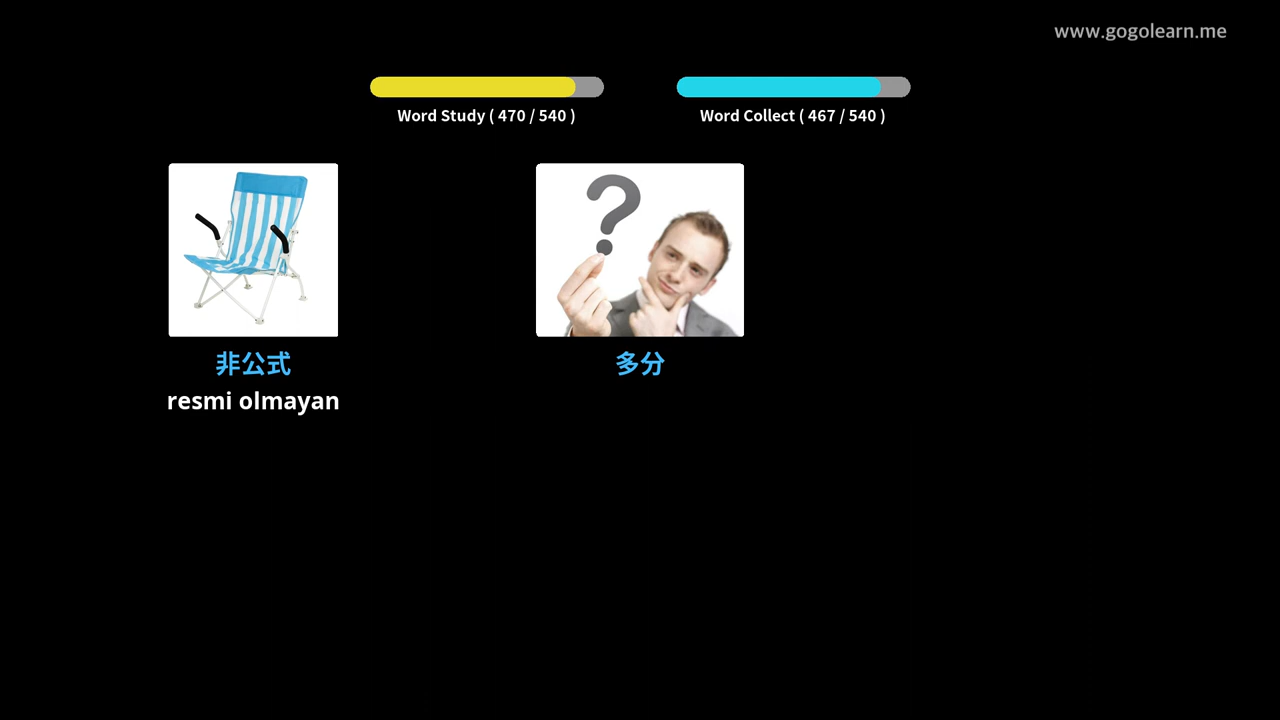 www.gogolearn.me
Word Study ( 470 / 540 )
Word Collect ( 467 / 540 )
非公式
多分
resmi olmayan